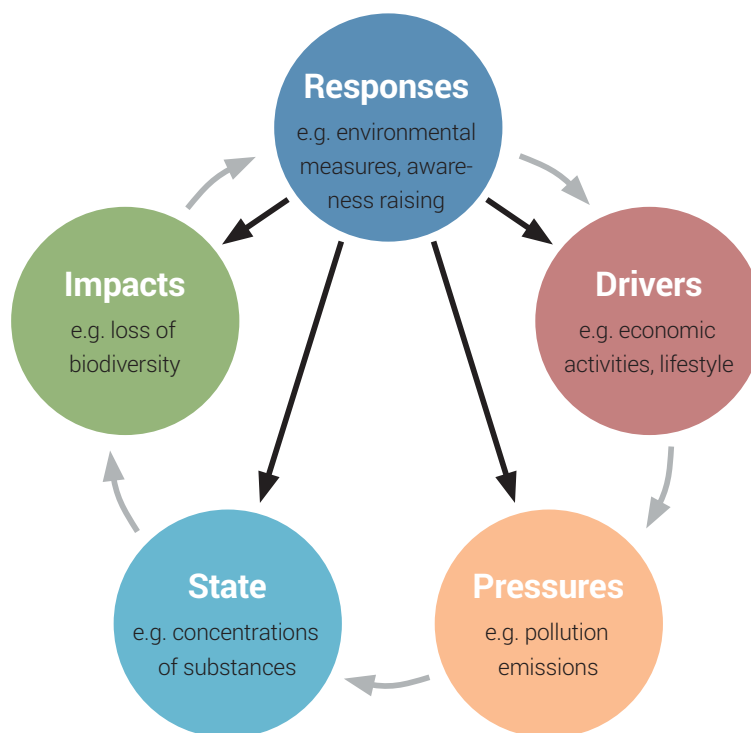 Responses
e.g. environmental
measures, aware-
ness raising
Impacts
e.g. loss of
biodiversity
Drivers
e.g. economic
activities, lifestyle
State
e.g. concentrations
of substances
Pressures
e.g. pollution
emissions